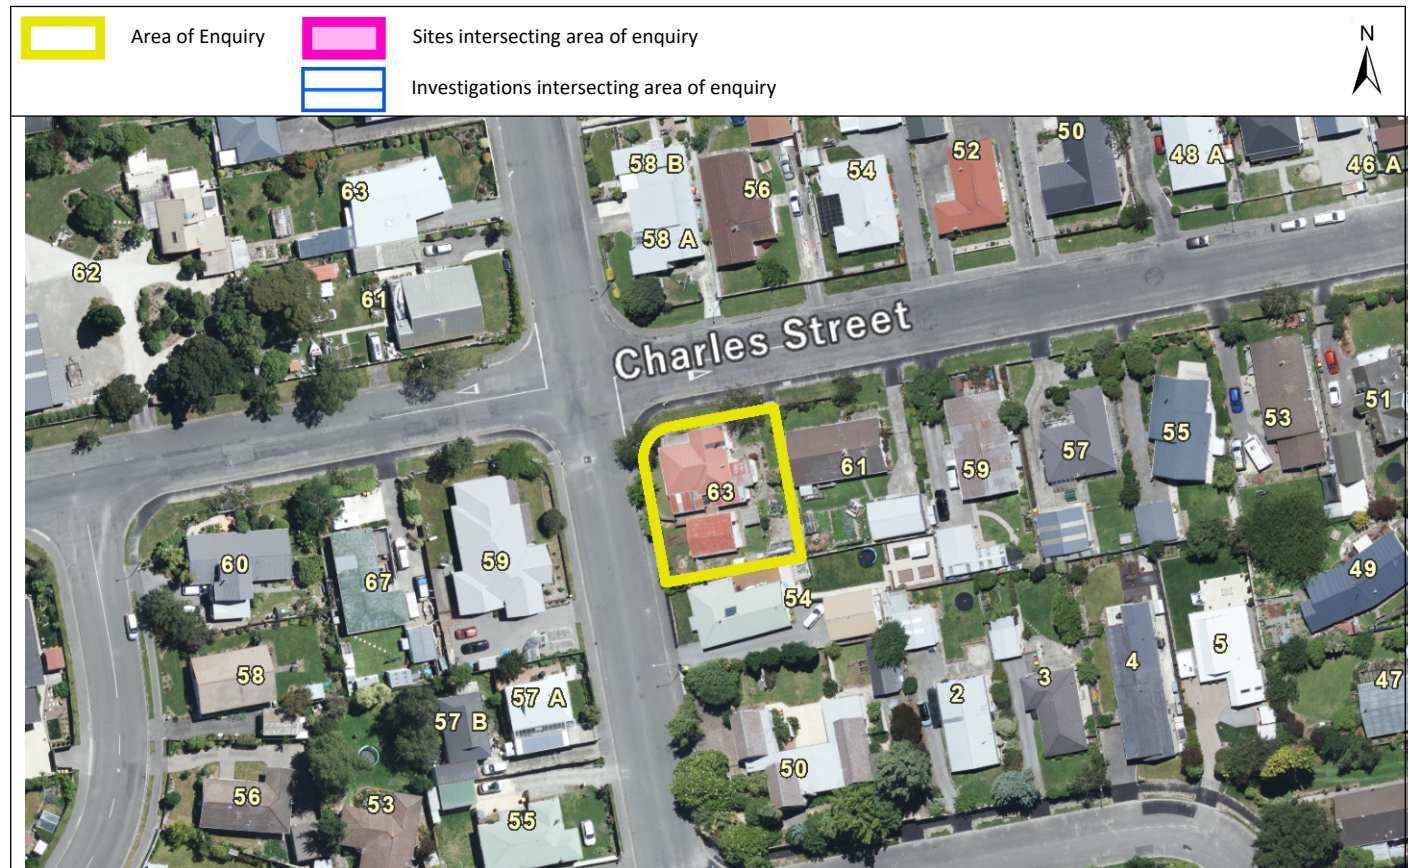 Area of Enquiry
Sites intersecting area of enquiry
N
Investigations intersecting area of enquiry
50
58 B
52
48 A
46 A
63
56
54
58 A
62
61
Charles Street
51
53
55
57
61
59
63
49
60
59
67
54
5
4
58
3
47
2
57 A
57 B
50
56
53
55